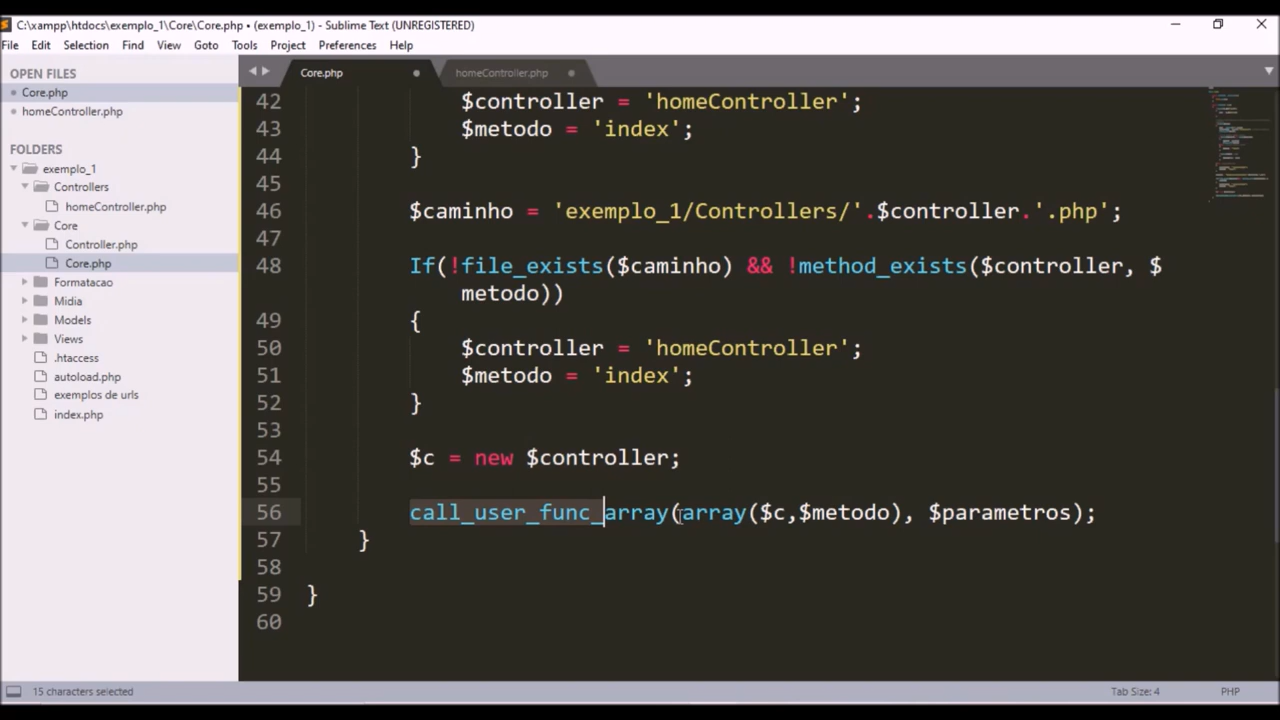 C:\xampp\htdocs\exemplo_1\Core\Core.php • (exemplo_1) - Sublime Text (UNREGISTERED)
File Edit Selection Find View Goto Tools Project Preferences Help
OPEN FILES
Core.php
homeController.php
FOLDERS
exemplo_1
Controllers
homeController.php
Core
Controller.php
Core.php
Formatacao
Midia
Models
Views
.htaccess
autoload.php
exemplos de urls
index.php
Core.php
homeController.php
42 $controller = 'homeController';
43 $metodo = 'index';
44 }
45
46 $caminho = 'exemplo_1/Controllers/'.$controller.'.php';
47
48 If(!file_exists($caminho) && !method_exists($controller, $
metodo))
49 {
50 $controller = 'homeController';
51 $metodo = 'index';
52 }
53
54 $c = new $controller;
55
56 call_user_func_array(array($c,$metodo), $parametros);
57 }
58
59 }
60
15 characters selected
Tab Size: 4
PHP